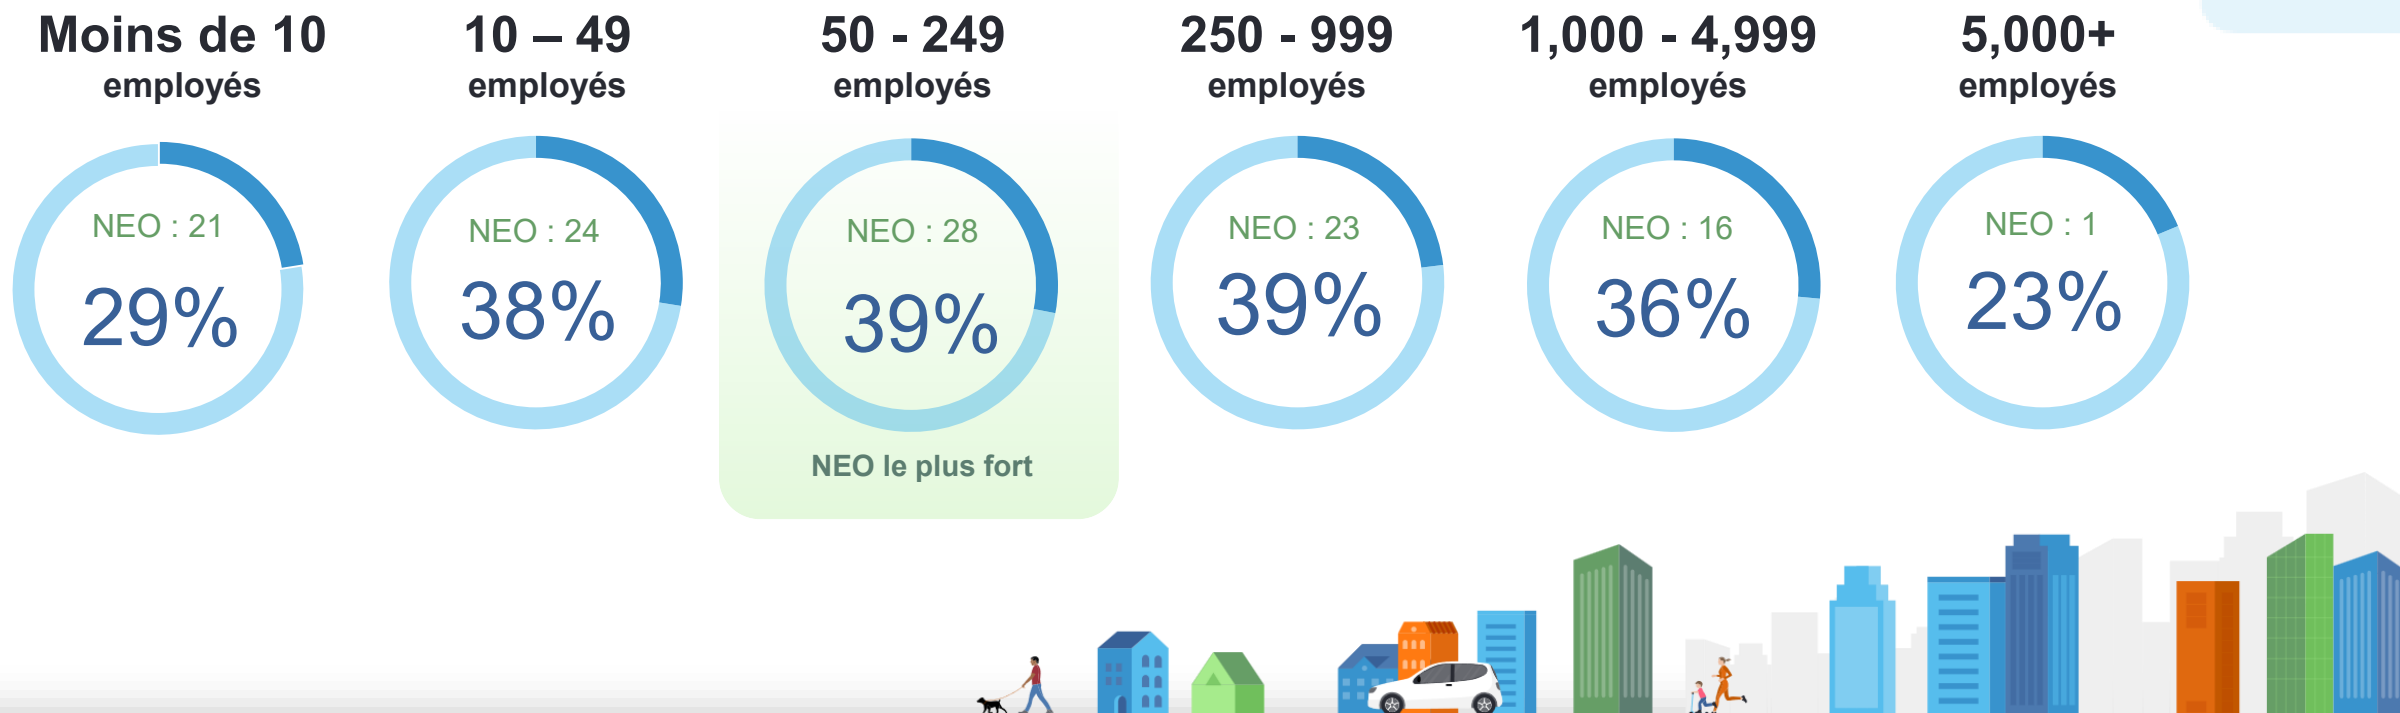 Moins de 10
employés
NEO : 21
29%
10 – 49
employés
NEO : 24
38%
50 - 249
employés
NEO : 28
39%
NEO le plus fort
250 - 999
employés
NEO : 23
39%
1,000 - 4,999
employés
NEO : 16
36%
5,000+
employés
NEO : 1
23%